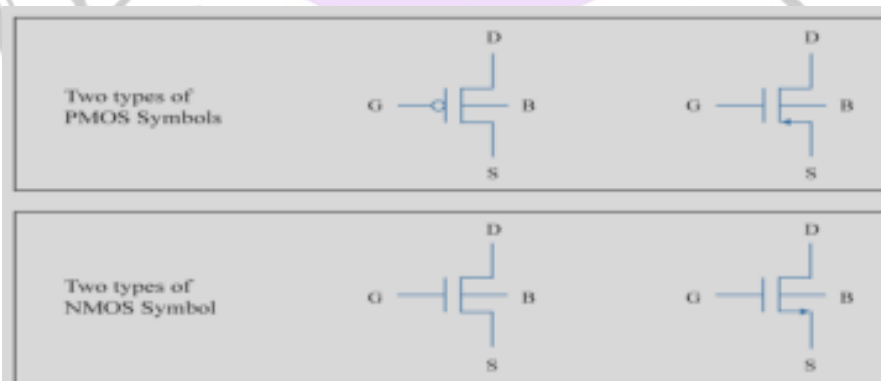 D D
Two types of
PMOS Symbols
G B G B
S S
D D
Two types of
NMOS Symbol
G B G B
S S